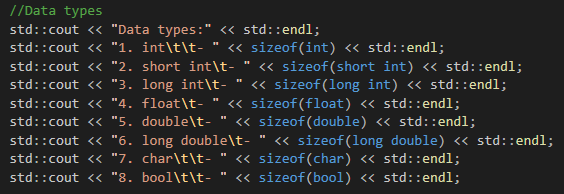 //Data types
std::cout << "Data types:" << std::endl;
std::cout << "1. int\t\t- " << sizeof(int) << std::endl;
std::cout << "2. short int\t- " << sizeof(short int) << std::endl;
std::cout << "3. long int\t- " << sizeof(long int) << std::endl;
std::cout << "4. float\t- " << sizeof(float) << std::endl;
std::cout << "5. double\t- " << sizeof(double) << std::endl;
std::cout << "6. long double\t- " << sizeof(long double) << std::endl;
std::cout << "7. char\t\t- " << sizeof(char) << std::endl;
std::cout << "8. bool\t\t- " << sizeof(bool) << std::endl;